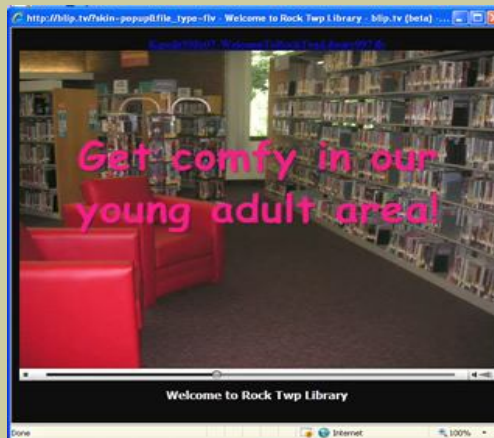 http://blip.tv/?skin=popup&file_type=flv - Welcome to Rock Twp Library - blip.tv (beta) - ...
Get comfy in our
young adult area!
Welcome to Rock Twp Library
Done
Internet
100%